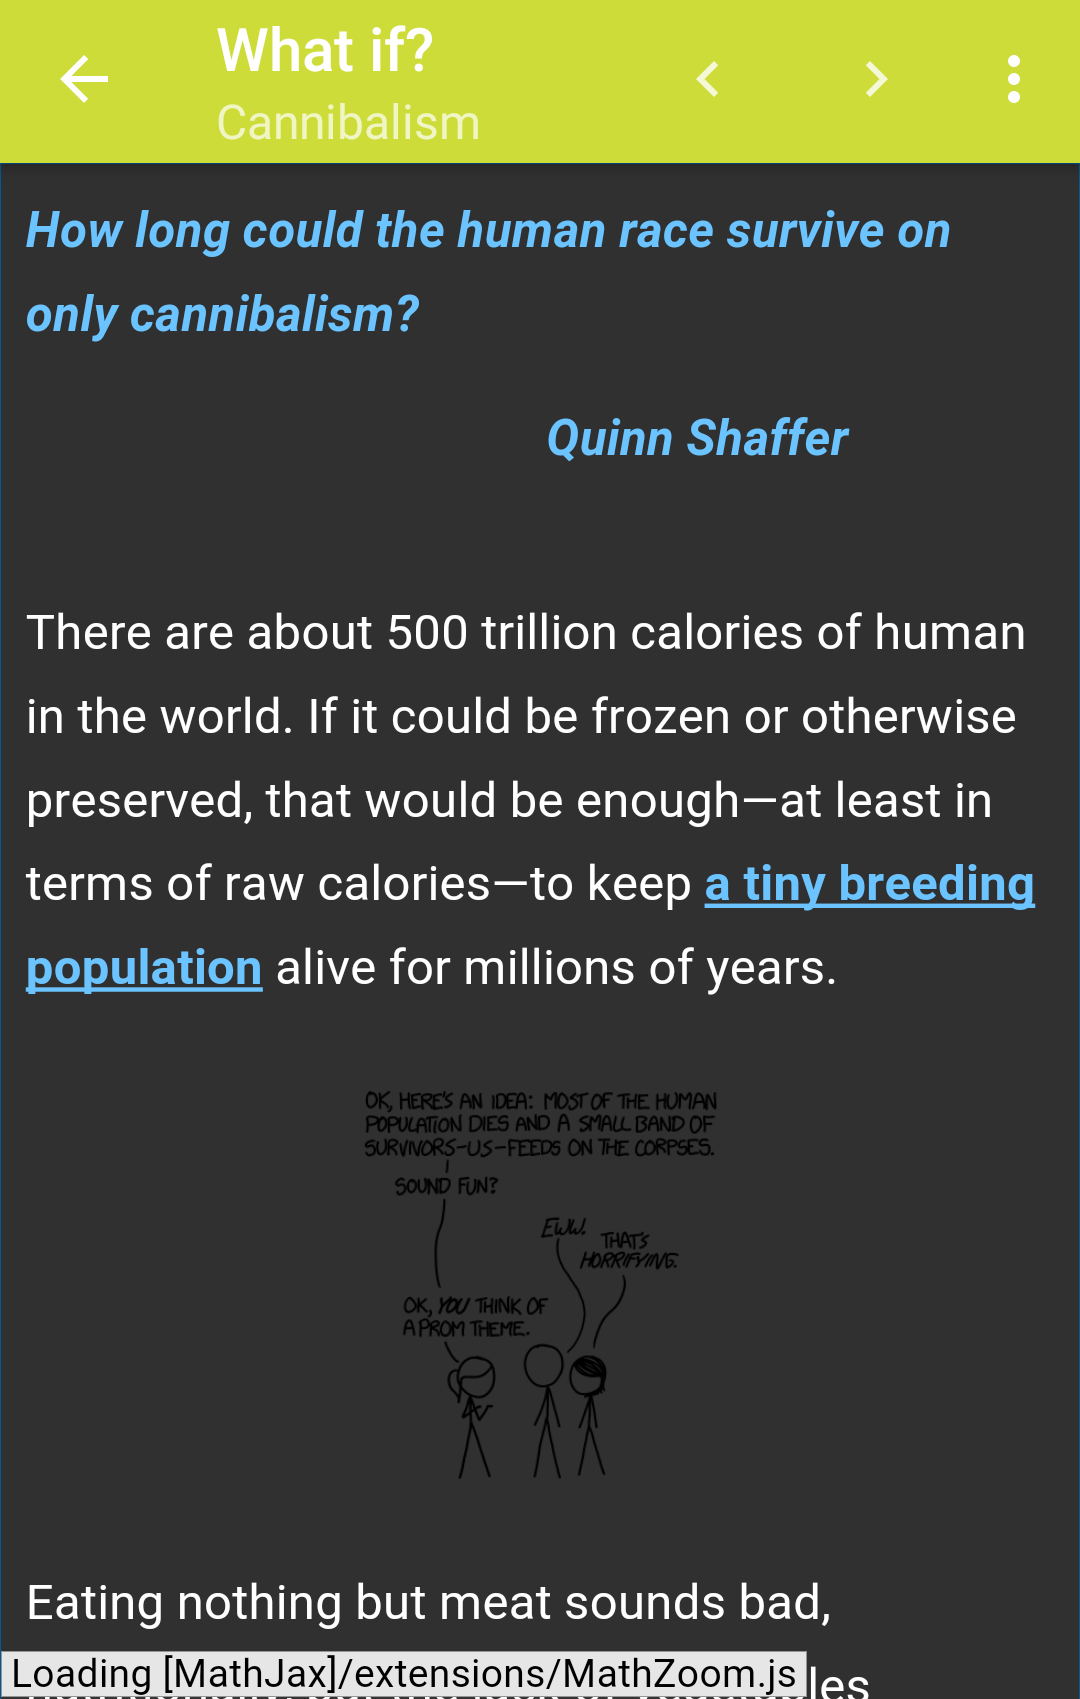 What if?
Cannibalism
How long could the human race survive on
only cannibalism?
Quinn Shaffer
There are about 500 trillion calories of human
in the world. If it could be frozen or otherwise
preserved, that would be enough—at least in
terms of raw calories—to keep a tiny breeding
population alive for millions of years.
OK, HERE'S AN IDEA: MOST OF THE HUMAN
POPULATION DIES AND A SMALL BAND OF
SURVIVORS-US-FEEDS ON THE CORPSES.
SOUND FUN?
EWW!
THAT'S
HORRIFYING.
OK, YOU THINK OF
A PROM THEME.
Eating nothing but meat sounds bad,
Loading [MathJax]/extensions/MathZoom.js